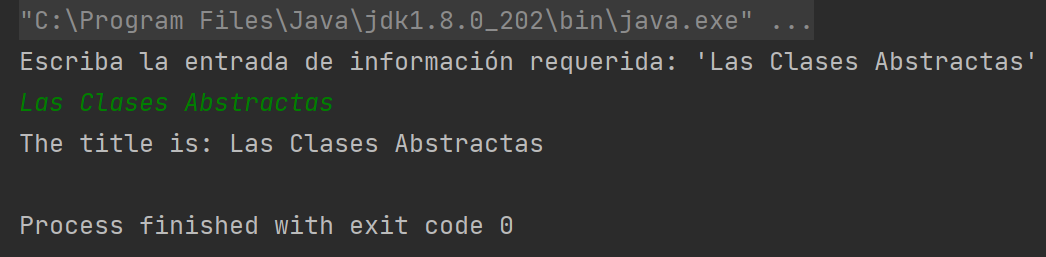 "C:\Program Files\Java\jdk1.8.0_202\bin\java.exe" ...
Escriba la entrada de información requerida: 'Las Clases Abstractas'
Las Clases Abstractas
The title is: Las Clases Abstractas
Process finished with exit code 0